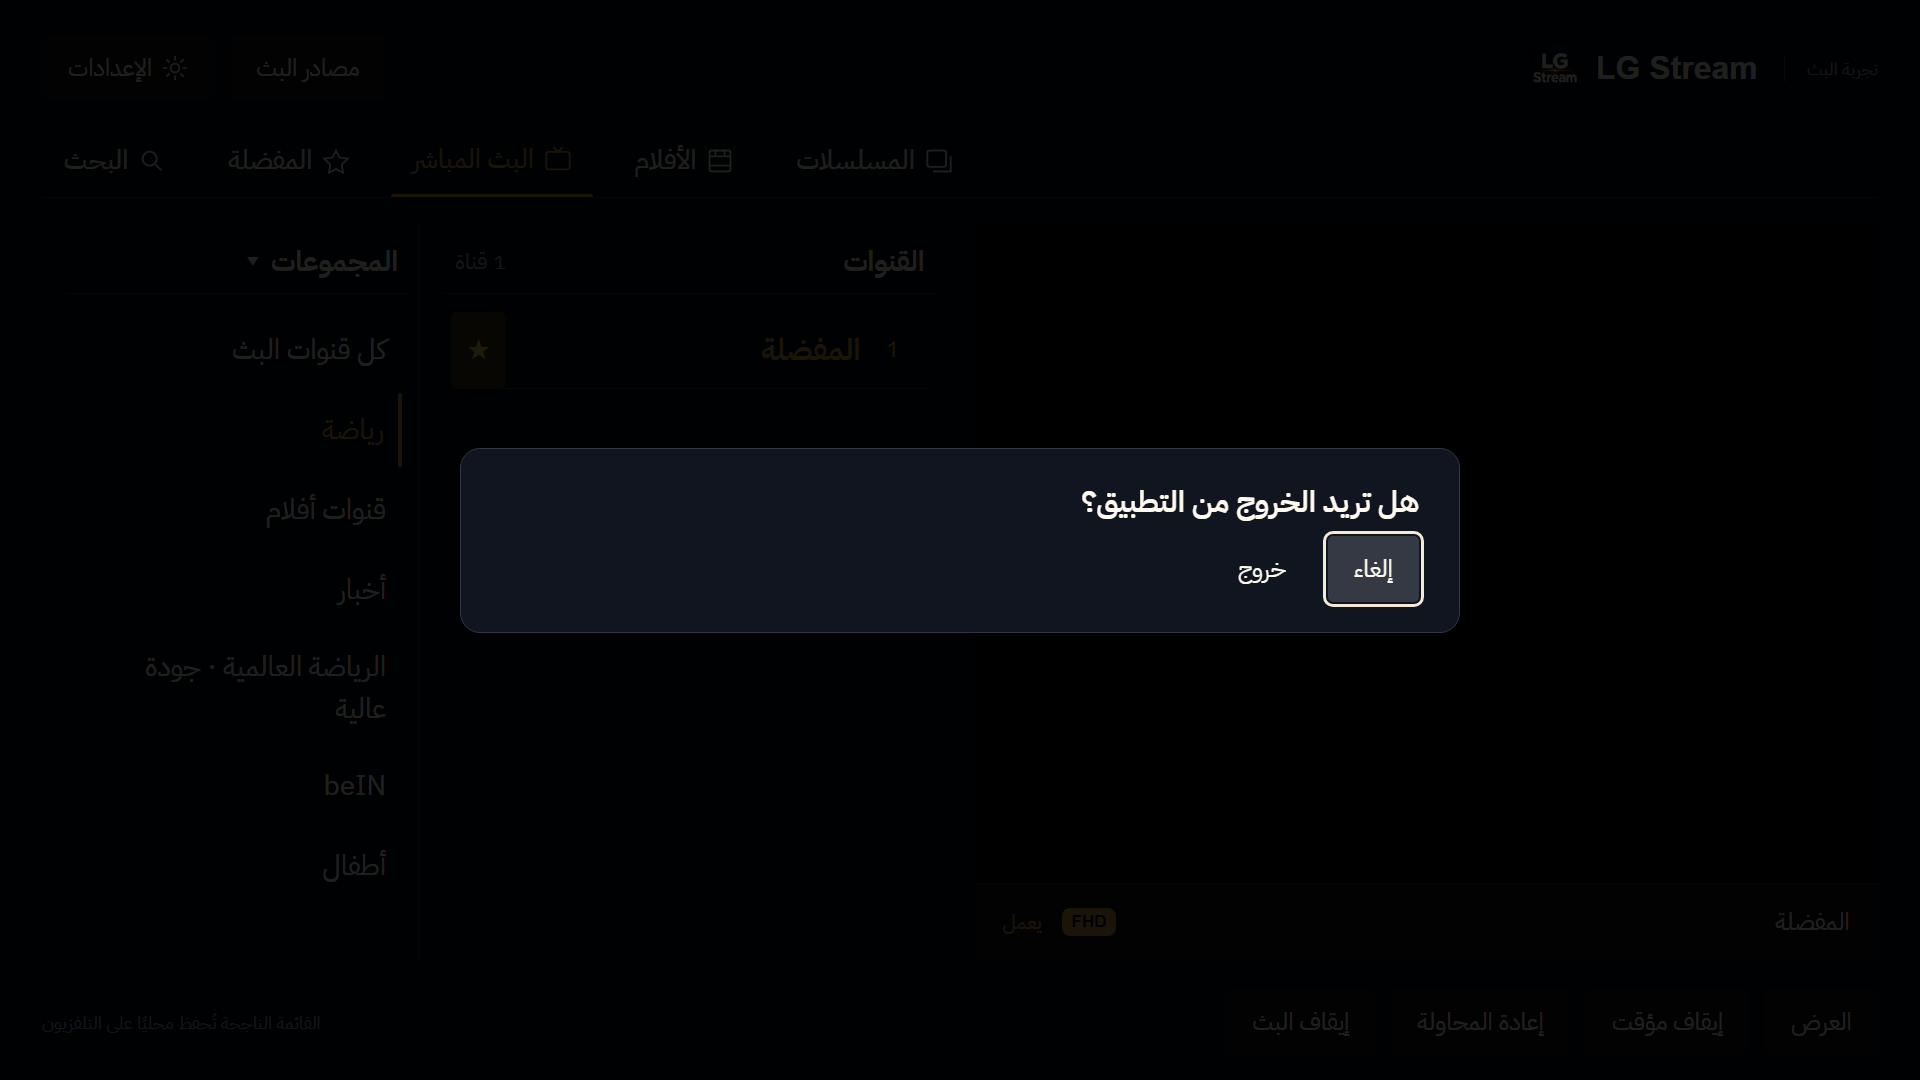 تجربة البث
LG Stream
LG
Stream
مصادر البث
الإعدادات
المسلسلات
الأفلام
البث المباشر
المفضلة
البحث
القنوات
1 قناة
المجموعات
1
المفضلة
كل قنوات البث
رياضة
قنوات أفلام
أخبار
الرياضة العالمية · جودة
عالية
beIN
أطفال
هل تريد الخروج من التطبيق؟
إلغاء
خروج
المفضلة
FHD
يعمل
العرض
إيقاف مؤقت
إعادة المحاولة
إيقاف البث
القائمة الناجحة تُحفظ محليًا على التلفزيون